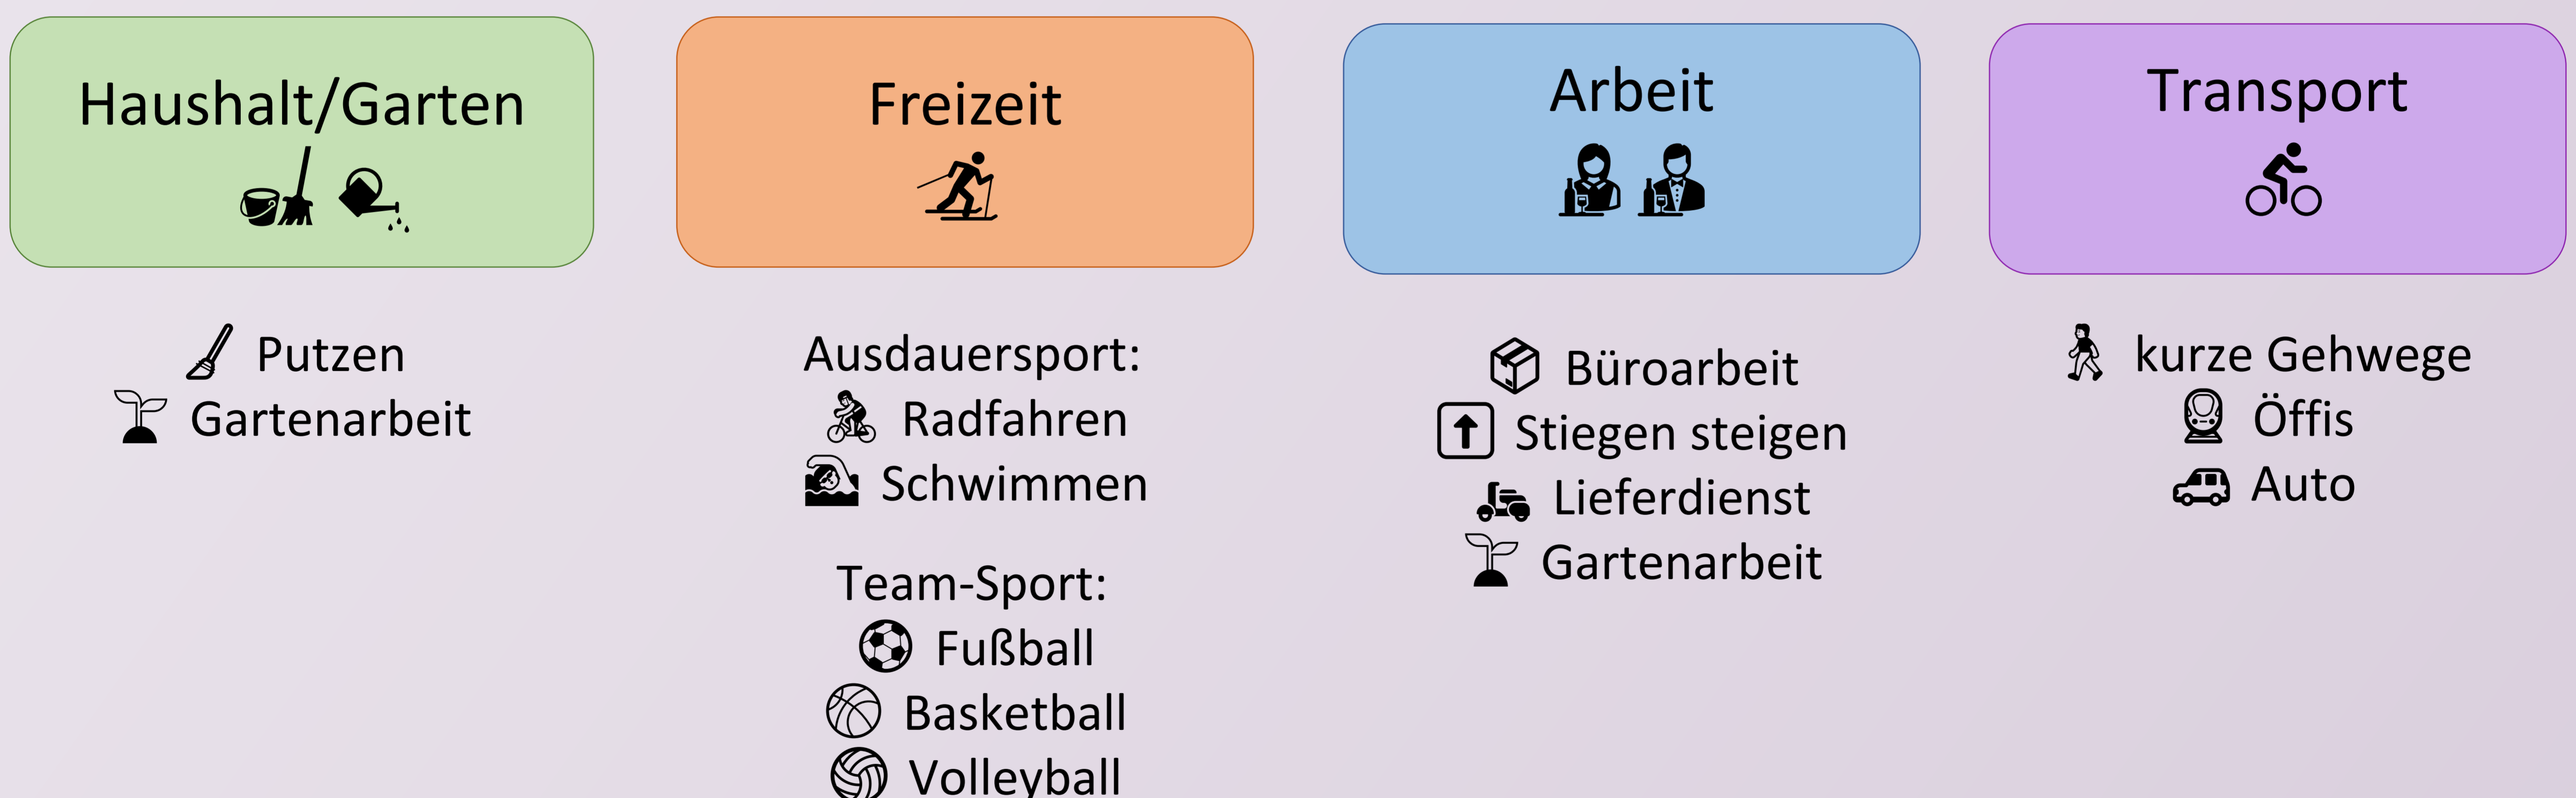 Haushalt/Garten
Putzen
Gartenarbeit
Freizeit
Ausdauersport:
Radfahren
Schwimmen
Team-Sport:
Fußball
Basketball
Volleyball
Arbeit
Büroarbeit
Stiegen steigen
Lieferdienst
Gartenarbeit
Transport
kurze Gehwege
Öffis
Auto